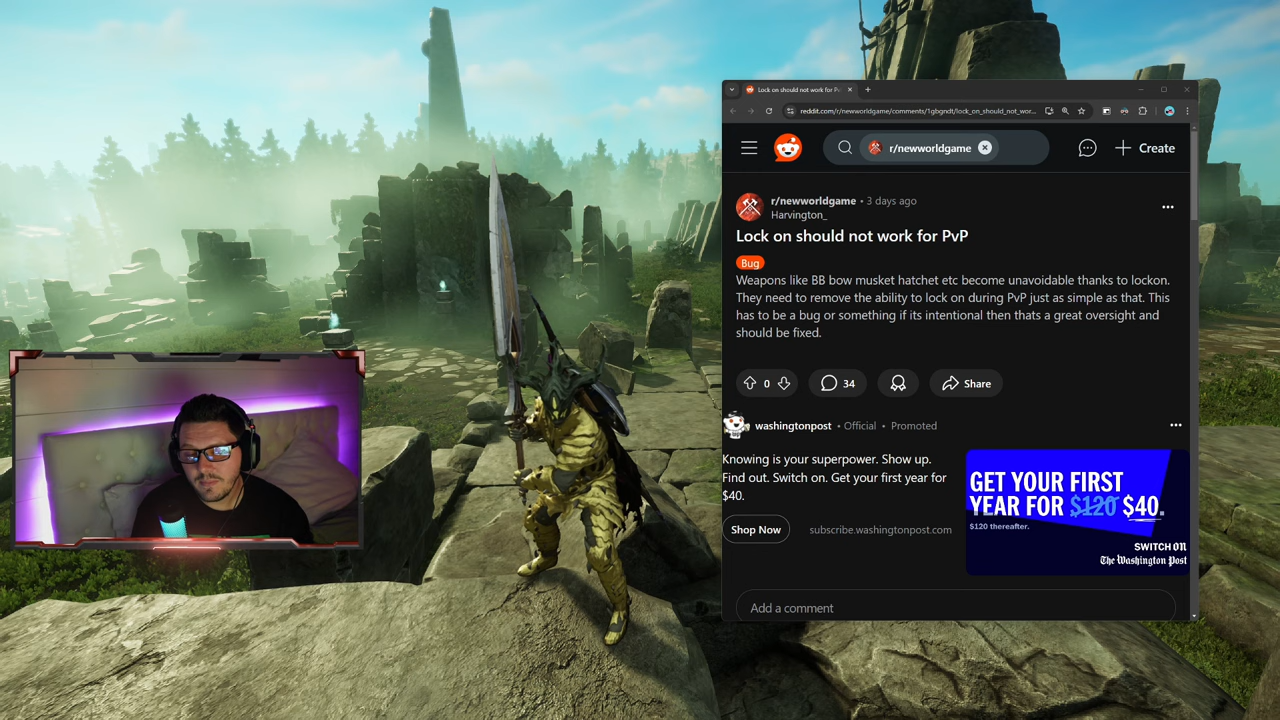 Lock on should not work for Pv
reddit.com/r/newworldgame/comments/1gbgndt/lock_on_should_not_wor...
r/newworldgame
Create
r/newworldgame • 3 days ago
Harvington_
Lock on should not work for PvP
Bug
Weapons like BB bow musket hatchet etc become unavoidable thanks to lockon.
They need to remove the ability to lock on during PvP just as simple as that. This
has to be a bug or something if its intentional then thats a great oversight and
should be fixed.
0
34
Share
washingtonpost • Official • Promoted
Knowing is your superpower. Show up.
Find out. Switch on. Get your first year for
$40.
Shop Now
subscribe.washingtonpost.com
GET YOUR FIRST
YEAR FOR $120 $40.
$120 thereafter.
SWITCH ON
The Washington Post
Add a comment